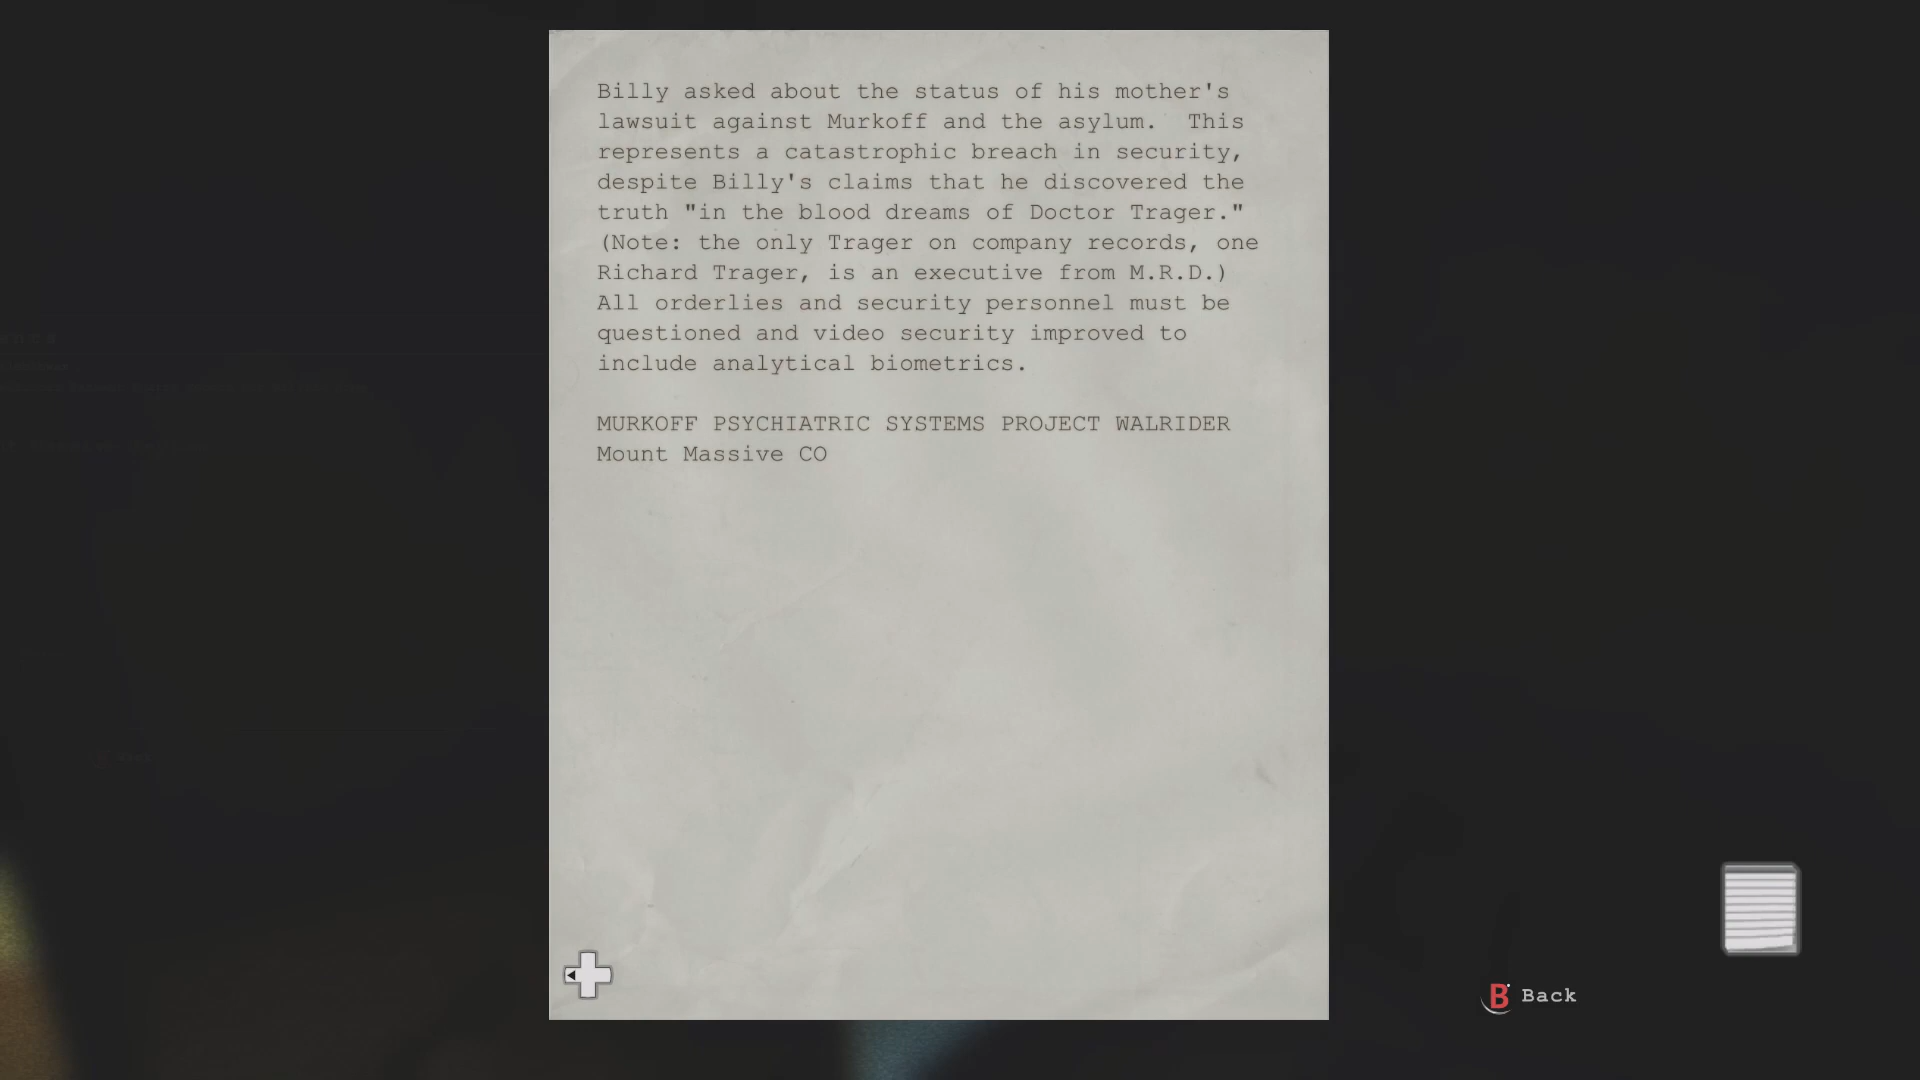 Billy asked about the status of his mother's
lawsuit against Murkoff and the asylum.  This
represents a catastrophic breach in security,
despite Billy's claims that he discovered the
truth "in the blood dreams of Doctor Trager."
(Note: the only Trager on company records, one
Richard Trager, is an executive from M.R.D.)
All orderlies and security personnel must be
questioned and video security improved to
include analytical biometrics.
MURKOFF PSYCHIATRIC SYSTEMS PROJECT WALRIDER
Mount Massive CO
B Back